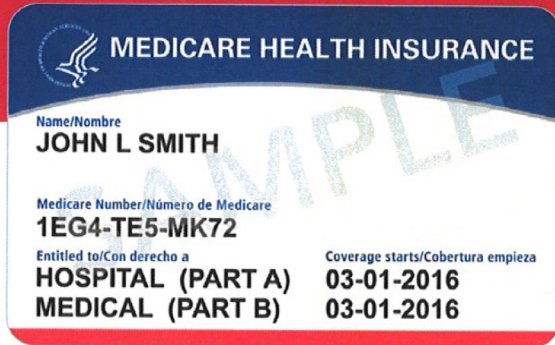 MEDICARE HEALTH INSURANCE
Name/Nombre
JOHN L SMITH
Medicare Number/Número de Medicare
1EG4-TE5-MK72
Entitled to/Con derecho a Coverage starts/Cobertura empieza
HOSPITAL (PART A) 03-01-2016
MEDICAL (PART B) 03-01-2016
SAMPLE